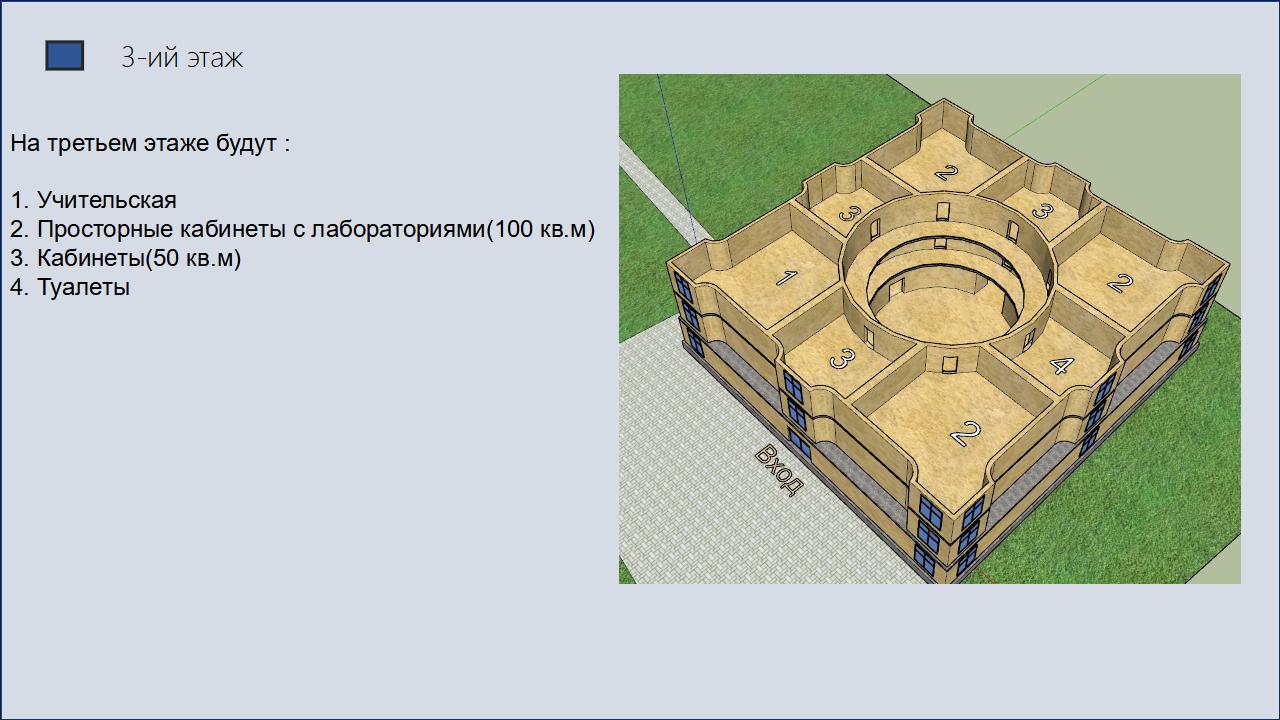 3-ий этаж
На третьем этаже будут :
1. Учительская
2. Просторные кабинеты с лабораториями(100 кв.м)
3. Кабинеты(50 кв.м)
4. Туалеты
2
3
3
1
2
3
4
2
Вход